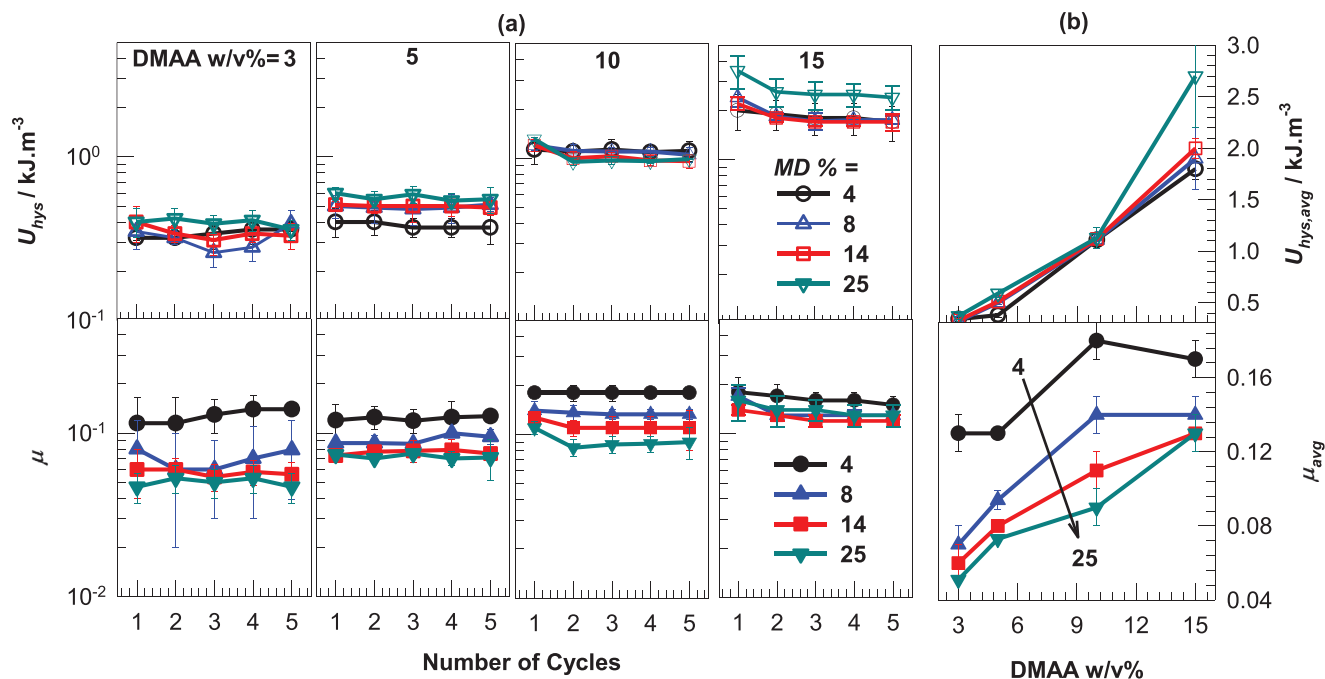 (a) (b)
DMAA w/v%= 3 5 10 15
3.0
2.5
2.0
1.5
1.0
0.5
U_hys,avg / kJ.m^-3
10^0
U_hys / kJ.m^-3
MD % =
4
8
14
25
10^-1
10^-1
10^-2
μ
4
8
14
25
4
25
0.16
0.12
0.08
0.04
μ_avg
1 2 3 4 5 1 2 3 4 5 1 2 3 4 5 1 2 3 4 5 3 6 9 12 15
Number of Cycles DMAA w/v%